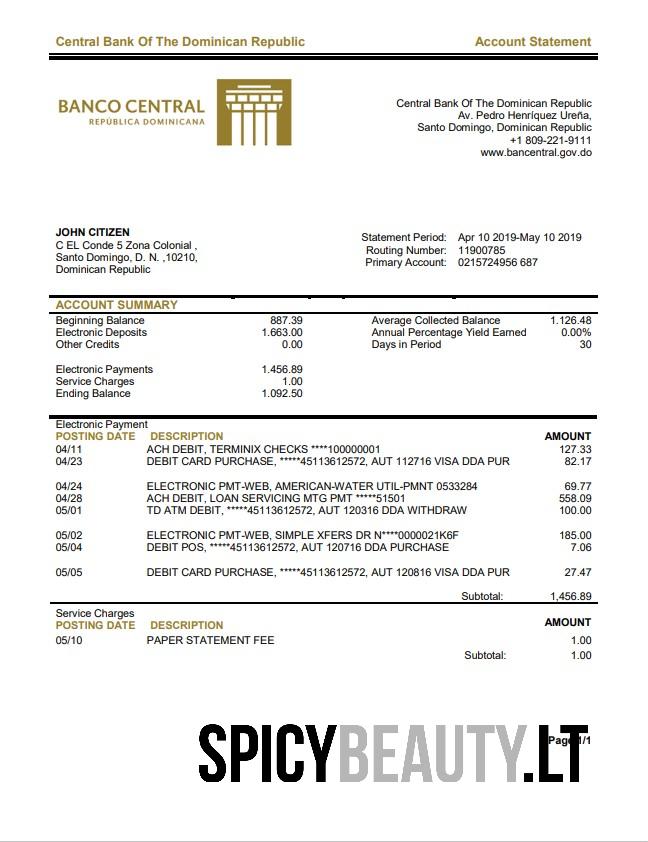 Central Bank Of The Dominican Republic Account Statement
BANCO CENTRAL
REPÚBLICA DOMINICANA
Central Bank Of The Dominican Republic
Av. Pedro Henríquez Ureña,
Santo Domingo, Dominican Republic
+1 809-221-9111
www.bancentral.gov.do
JOHN CITIZEN
C EL Conde 5 Zona Colonial ,
Santo Domingo, D. N. ,10210,
Dominican Republic
Statement Period: Apr 10 2019-May 10 2019
Routing Number: 11900785
Primary Account: 0215724956 687
ACCOUNT SUMMARY
Beginning Balance 887.39 Average Collected Balance 1.126.48
Electronic Deposits 1.663.00 Annual Percentage Yield Earned 0.00%
Other Credits 0.00 Days in Period 30
Electronic Payments 1.456.89
Service Charges 1.00
Ending Balance 1.092.50
Electronic Payment
POSTING DATE DESCRIPTION AMOUNT
04/11 ACH DEBIT, TERMINIX CHECKS ****100000001 127.33
04/23 DEBIT CARD PURCHASE, *****45113612572, AUT 112716 VISA DDA PUR 82.17
04/24 ELECTRONIC PMT-WEB, AMERICAN-WATER UTIL-PMNT 0533284 69.77
04/28 ACH DEBIT, LOAN SERVICING MTG PMT *****51501 558.09
05/01 TD ATM DEBIT, *****45113612572, AUT 120316 DDA WITHDRAW 100.00
05/02 ELECTRONIC PMT-WEB, SIMPLE XFERS DR N****0000021K6F 185.00
05/04 DEBIT POS, *****45113612572, AUT 120716 DDA PURCHASE 7.06
05/05 DEBIT CARD PURCHASE, *****45113612572, AUT 120816 VISA DDA PUR 27.47
Subtotal: 1,456.89
Service Charges
POSTING DATE DESCRIPTION AMOUNT
05/10 PAPER STATEMENT FEE 1.00
Subtotal: 1.00
Page 1/1
SPICYBEAUTY.LT